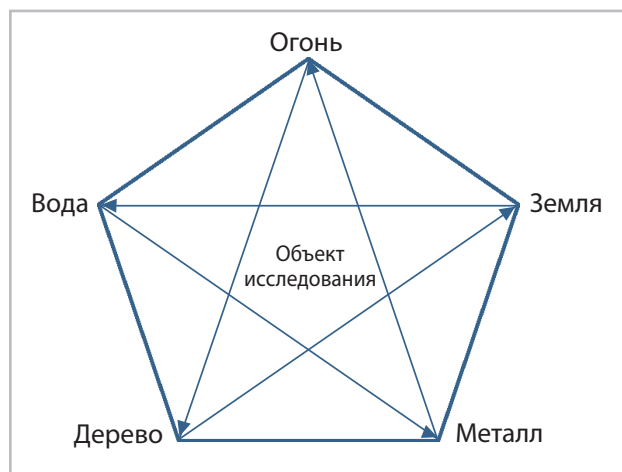 Огонь
Вода
Земля
Объект
исследования
Дерево
Металл